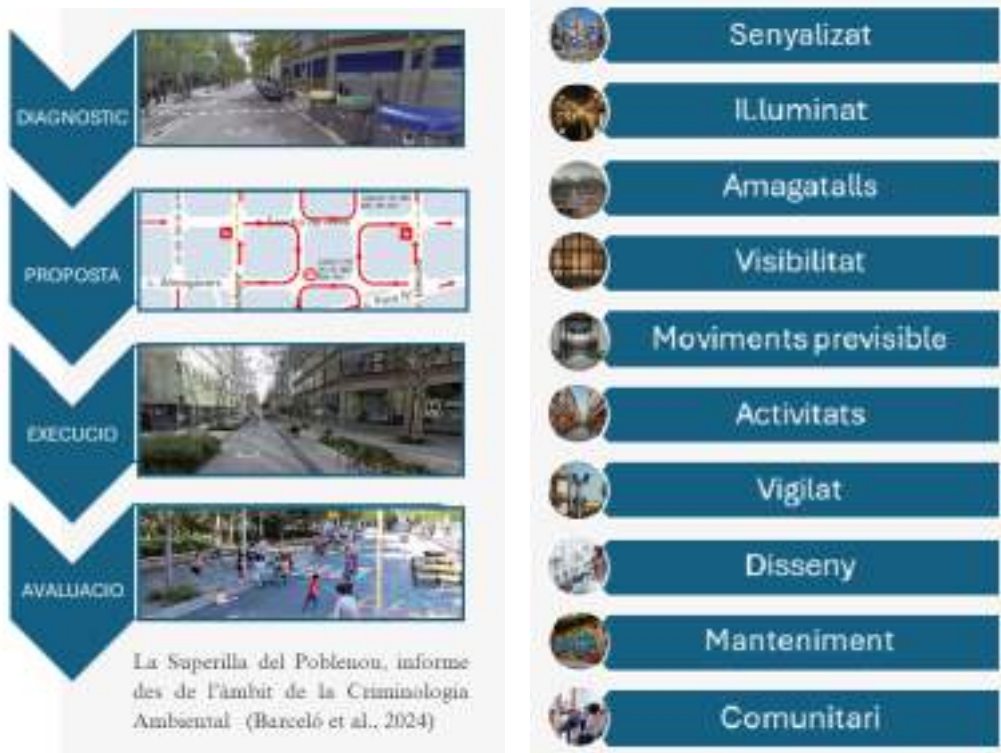 DIAGNOSTIC
PROPOSTA
EXECUCIO
AVALUACIO
La Superilla del Poblenou, informe
des de l'àmbit de la Criminologia
Ambiental (Barceló et al., 2024)
Senyalizat
IL.luminat
Amagatalls
Visibilitat
Moviments previsible
Activitats
Vigilat
Disseny
Manteniment
Comunitari